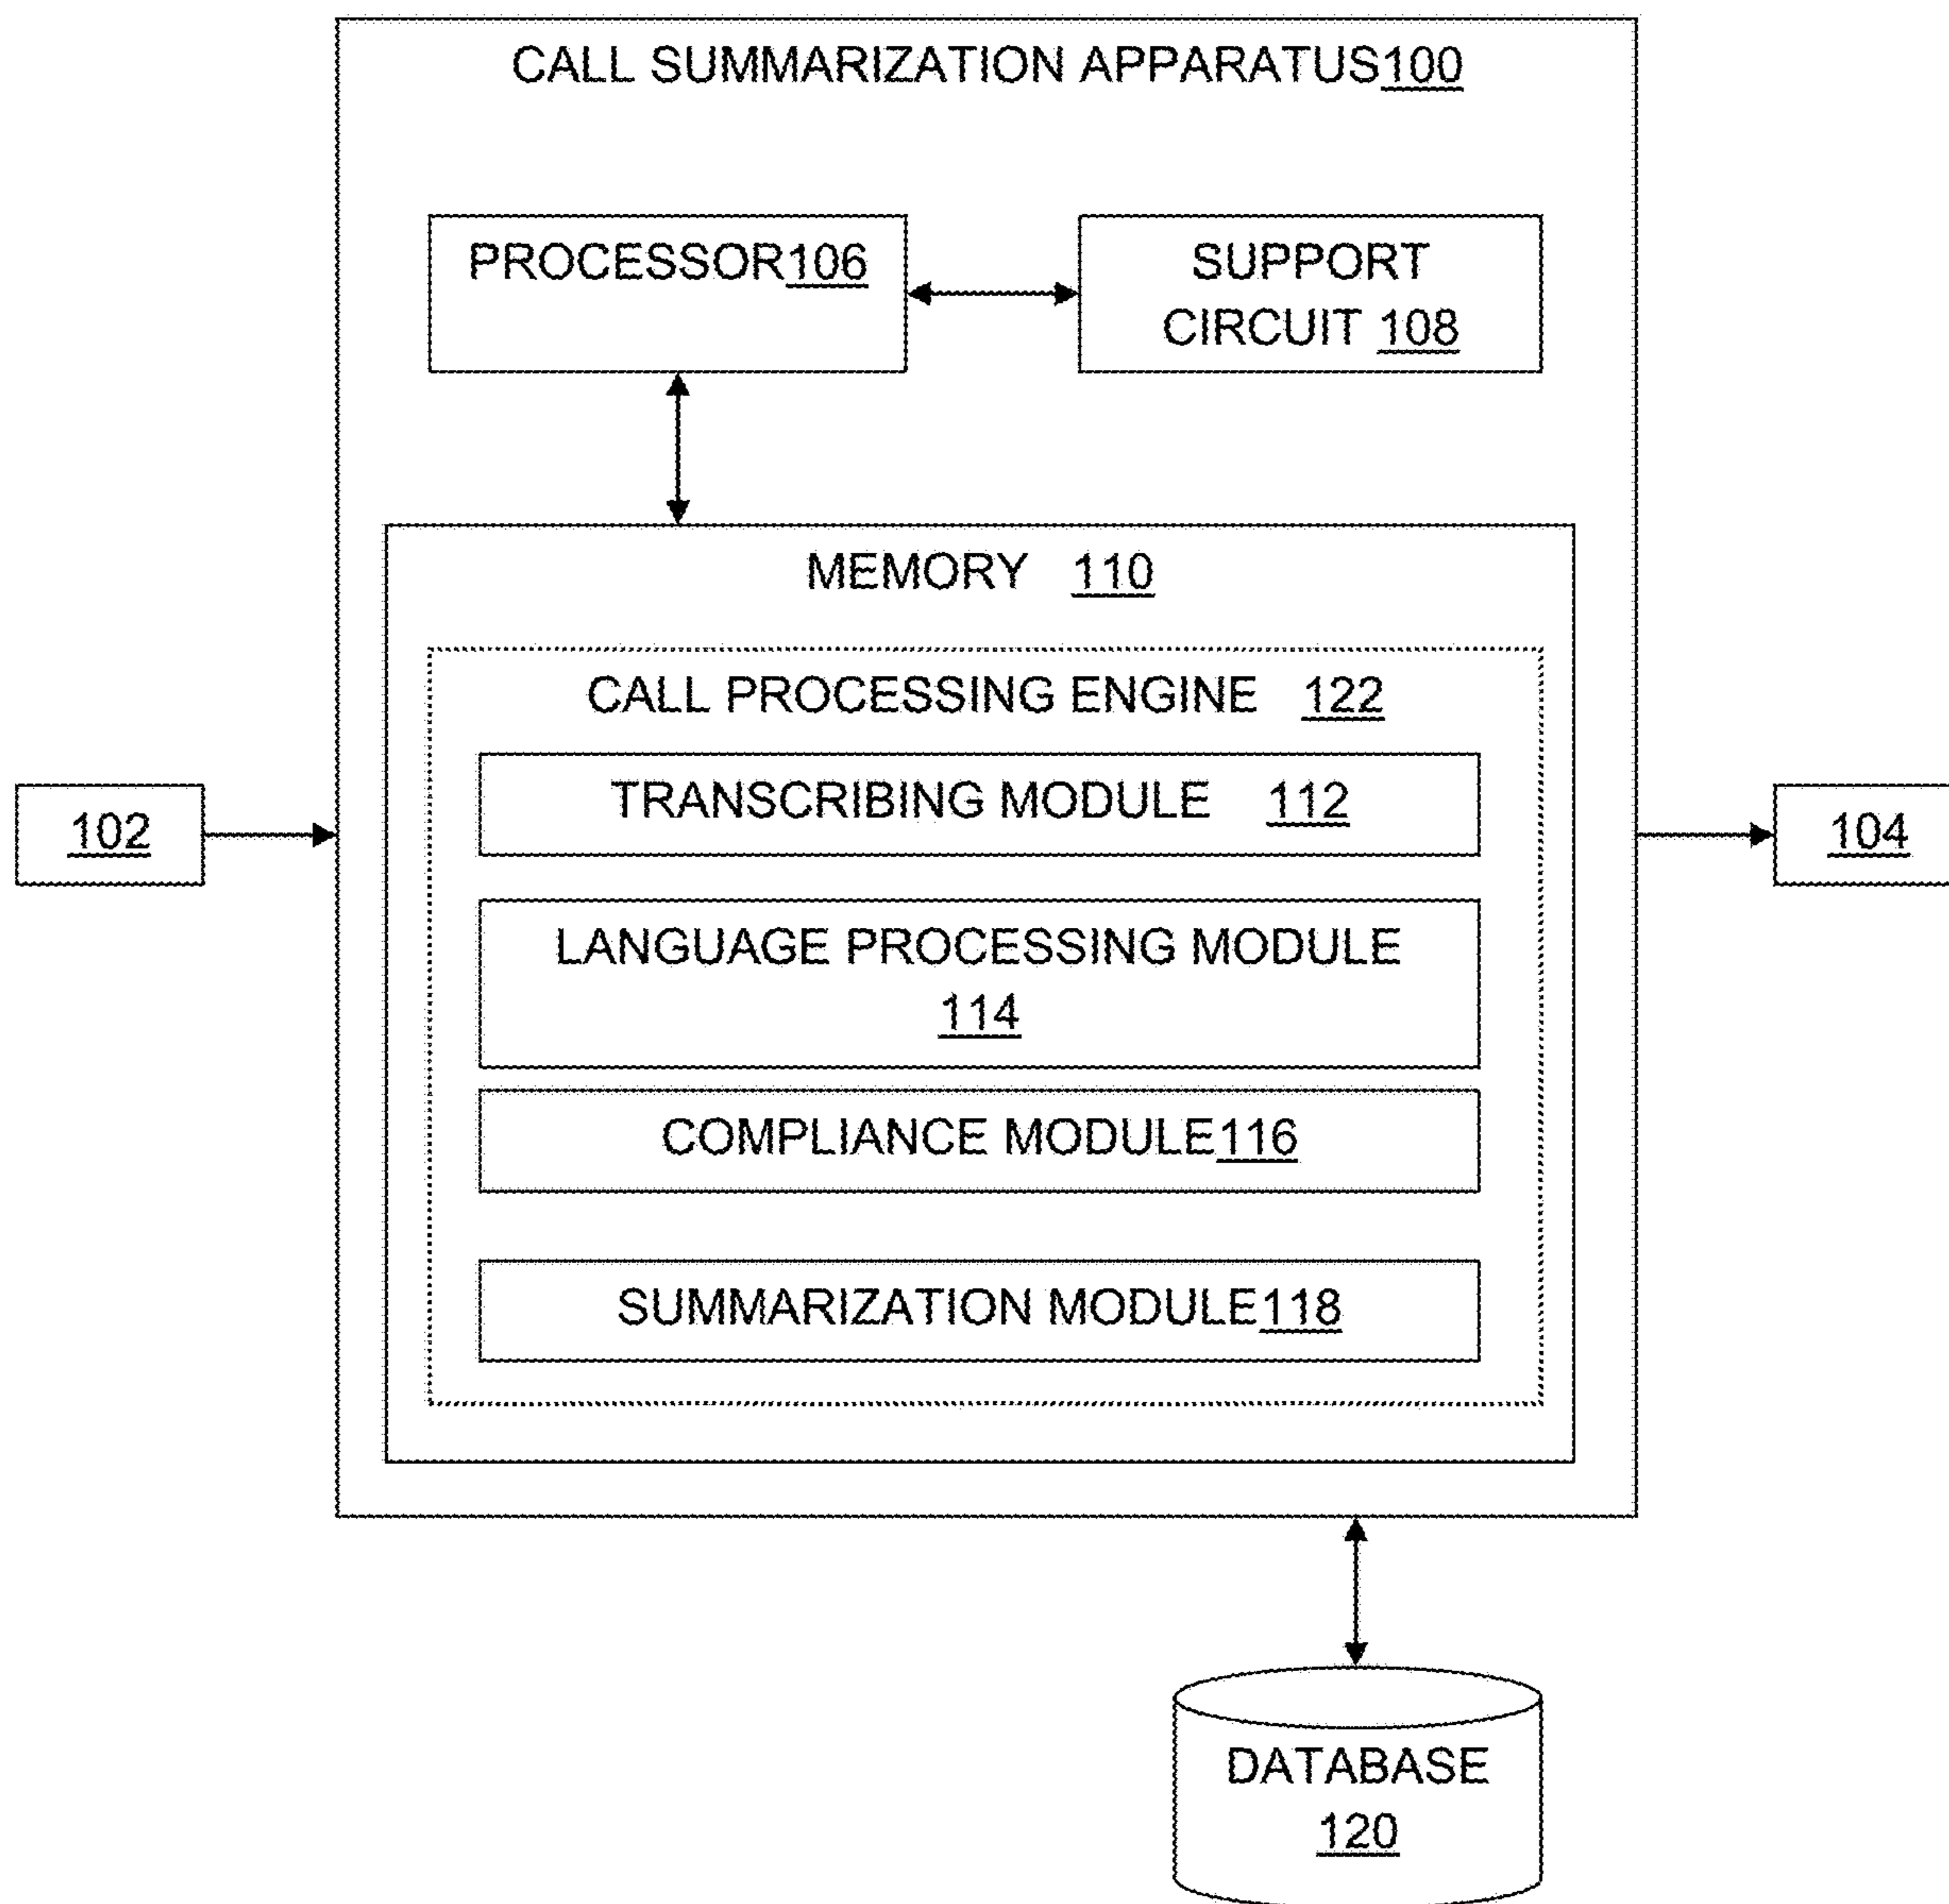 CALL SUMMARIZATION APPARATUS100
PROCESSOR106
SUPPORT
CIRCUIT 108
MEMORY 110
CALL PROCESSING ENGINE 122
TRANSCRIBING MODULE 112
102
104
LANGUAGE PROCESSING MODULE
114
COMPLIANCE MODULE116
SUMMARIZATION MODULE118
DATABASE
120